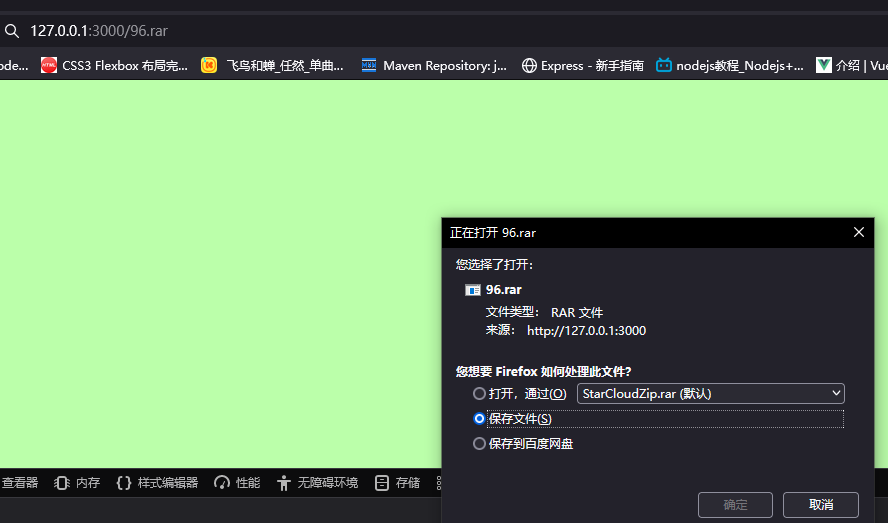 127.0.0.1:3000/96.rar
ode... CSS3 Flexbox 布局完... 飞鸟和蝉_任然_单曲... Maven Repository: j... Express - 新手指南 nodejs教程_Nodejs+... 介绍 | Vue
正在打开 96.rar
您选择了打开：
96.rar
文件类型： RAR 文件
来源： http://127.0.0.1:3000
您想要 Firefox 如何处理此文件？
打开，通过(O) StarCloudZip.rar (默认)
保存文件(S)
保存到百度网盘
查看器 内存 样式编辑器 性能 无障碍环境 存储
确定 取消